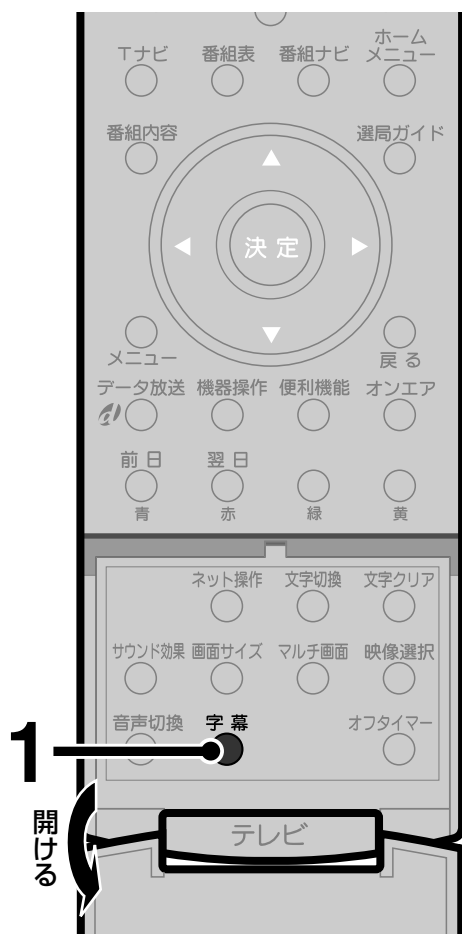 ホーム
Tナビ 番組表 番組ナビ メニュー
番組内容 選局ガイド
決定
メニュー 戻る
データ放送 機器操作 便利機能 オンエア
d
前日 翌日
青 赤 緑 黄
ネット操作 文字切換 文字クリア
サウンド効果 画面サイズ マルチ画面 映像選択
音声切換 字幕 オフタイマー
1
開ける
テレビ